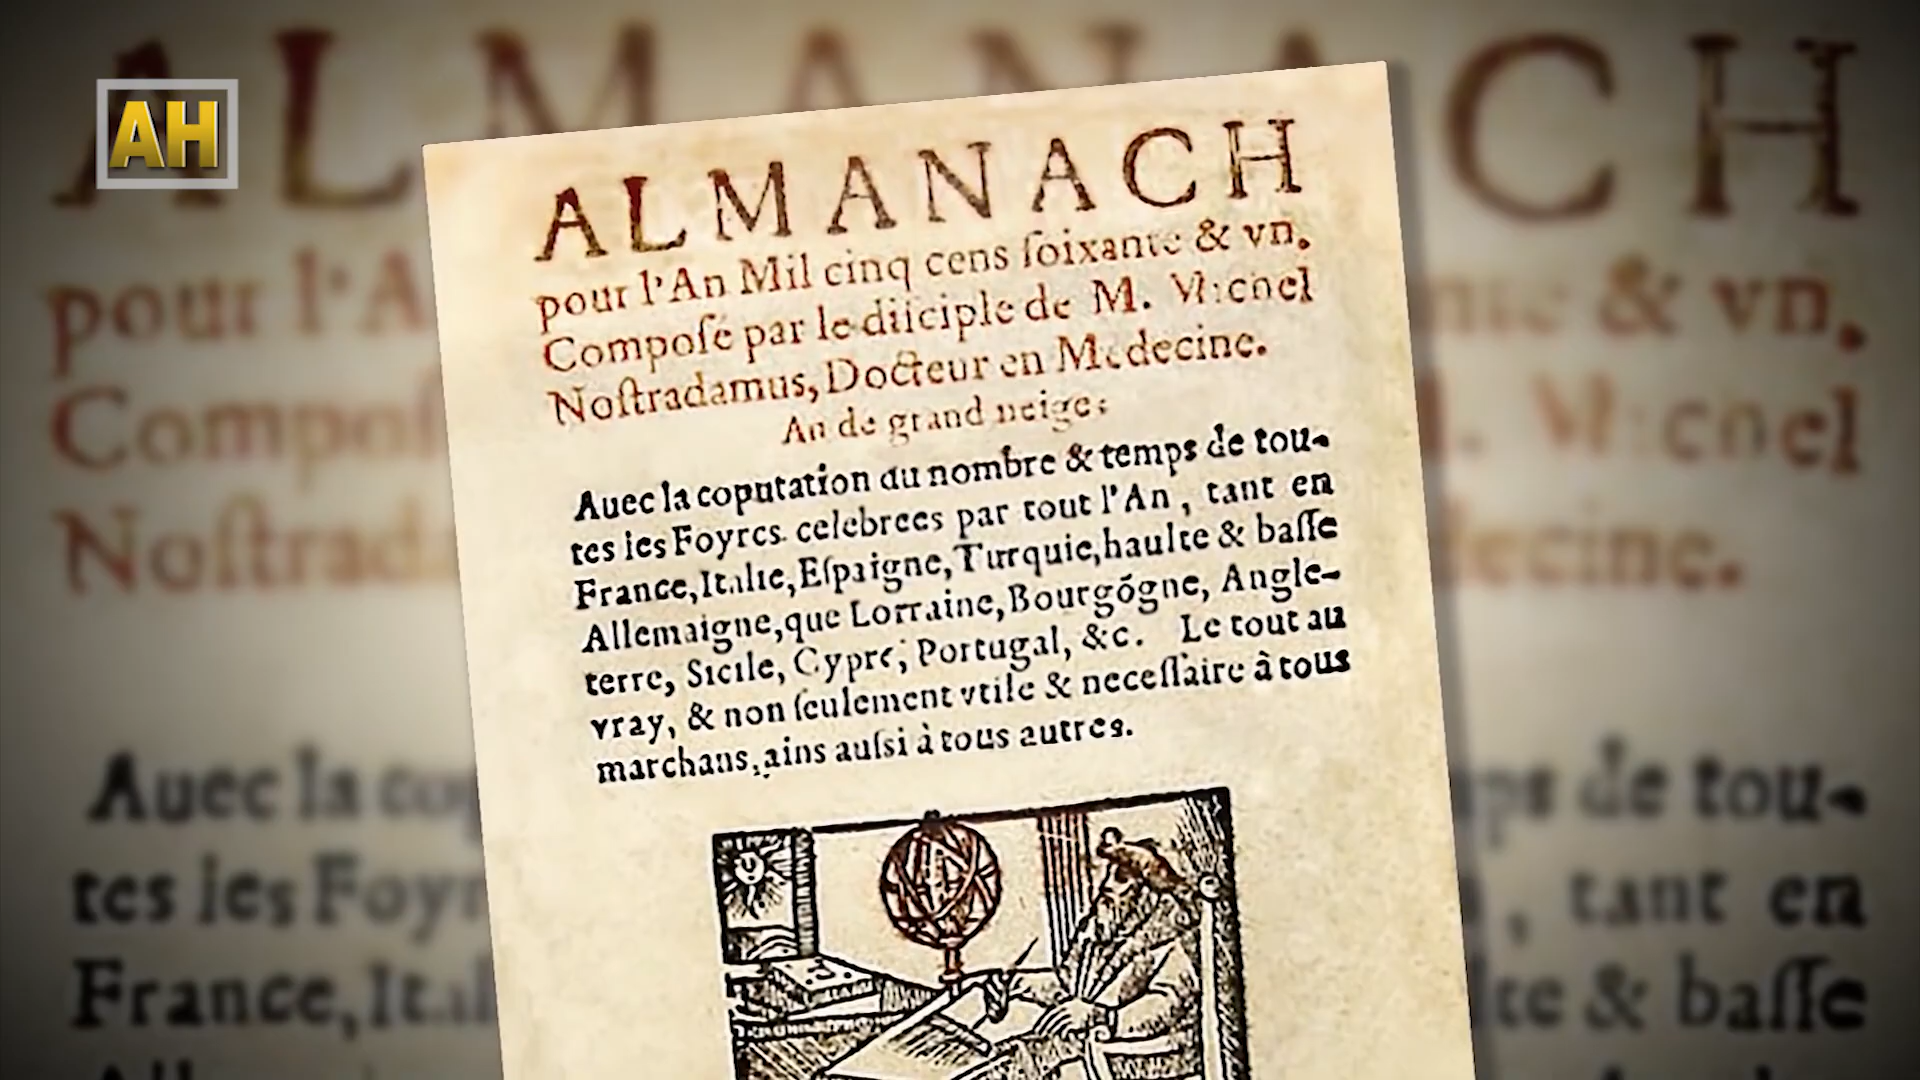 AH
ALMANACH
pour l'An Mil cinq cens ſoixante & vn.
Compoſé par le diſciple de M. Michel
Noſtradamus, Docteur en Medecine.
An de grand neige:
Auec la coputation du nombre & temps de tou-
tes les Foyres celebrees par tout l'An, tant en
France, Italie, Eſpaigne, Turquie, haulte & baſſe
Allemaigne, que Lorraine, Bourgõgne, Angle-
terre, Sicile, Cypre, Portugal, &c. Le tout au
vray, & non ſeulement vtile & neceſſaire à tous
marchans, ains auſsi à tous autres.